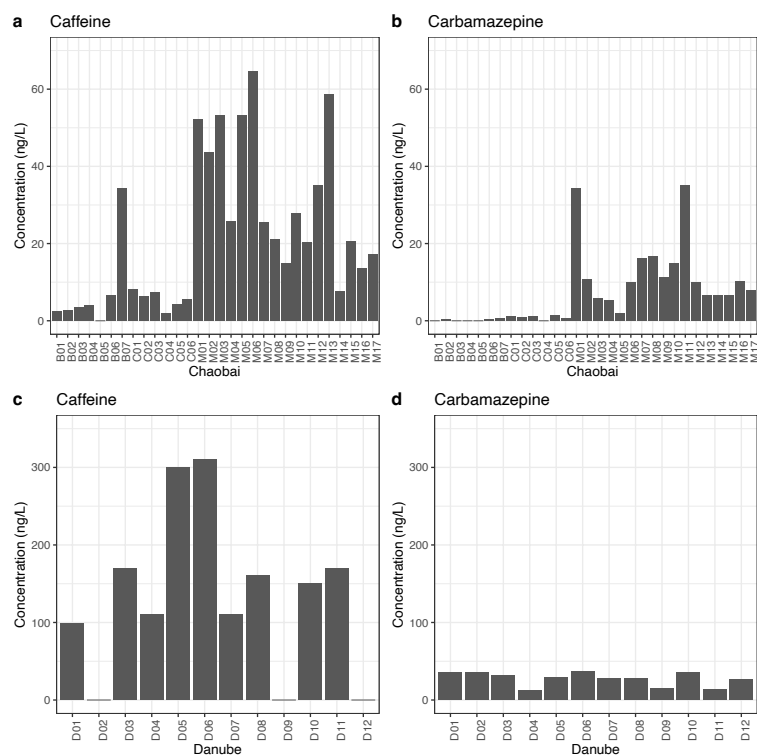 a Caffeine
b Carbamazepine
Concentration (ng/L)
60
40
20
0
B01 B02 B03 B04 B05 B06 B07 C01 C02 C03 C04 C05 C06 M01 M02 M03 M04 M05 M06 M07 M08 M09 M10 M11 M12 M13 M14 M15 M16 M17
Chaobai
Concentration (ng/L)
60
40
20
0
B01 B02 B03 B04 B05 B06 B07 C01 C02 C03 C04 C05 C06 M01 M02 M03 M04 M05 M06 M07 M08 M09 M10 M11 M12 M13 M14 M15 M16 M17
Chaobai
c Caffeine
d Carbamazepine
Concentration (ng/L)
300
200
100
0
D01 D02 D03 D04 D05 D06 D07 D08 D09 D10 D11 D12
Danube
Concentration (ng/L)
300
200
100
0
D01 D02 D03 D04 D05 D06 D07 D08 D09 D10 D11 D12
Danube